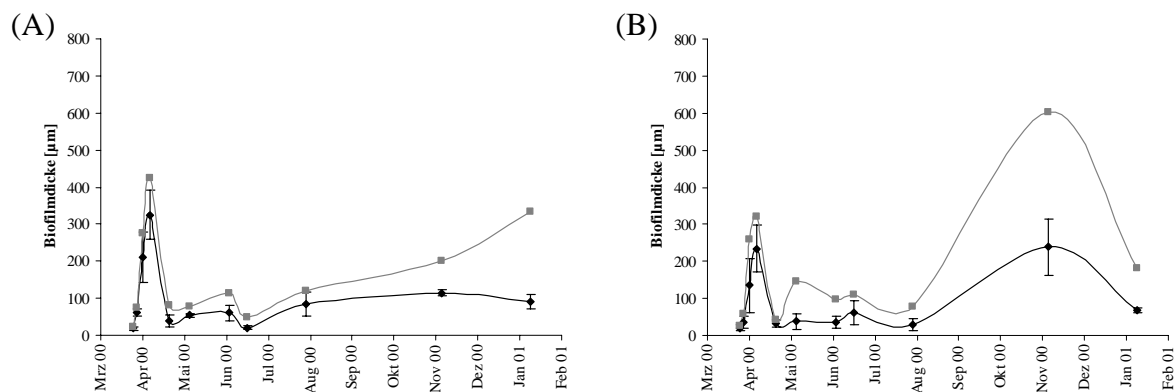 (A)
Biofilmdicke [µm]
800
700
600
500
400
300
200
100
0
Mrz 00
Apr 00
Mai 00
Jun 00
Jul 00
Aug 00
Sep 00
Okt 00
Nov 00
Dez 00
Jan 01
Feb 01
(B)
Biofilmdicke [µm]
800
700
600
500
400
300
200
100
0
Mrz 00
Apr 00
Mai 00
Jun 00
Jul 00
Aug 00
Sep 00
Okt 00
Nov 00
Dez 00
Jan 01
Feb 01